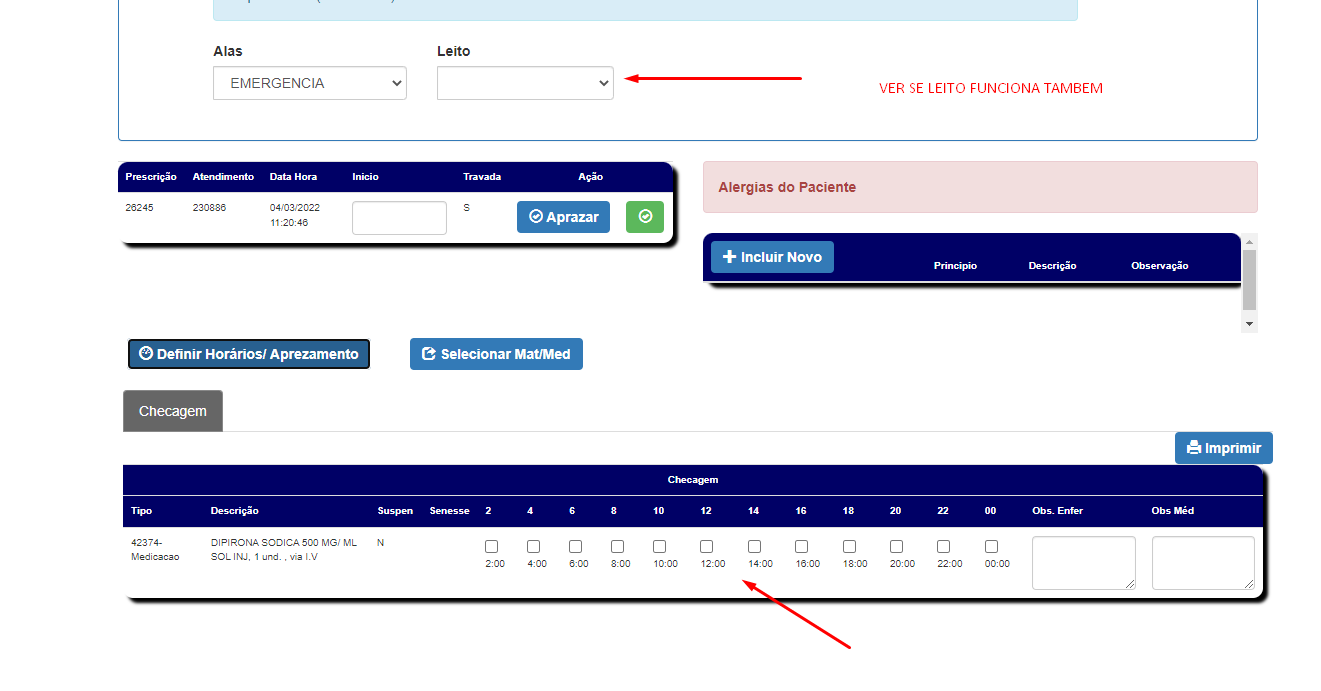 Alas
Leito
EMERGENCIA
VER SE LEITO FUNCIONA TAMBEM
Prescrição Atendimento Data Hora Inicio Travada Ação
26245 230886 04/03/2022 S Aprazar
11:20:46
Alergias do Paciente
Incluir Novo Principio Descrição Observação
Definir Horários/ Aprezamento
Selecionar Mat/Med
Checagem
Imprimir
Checagem
Tipo Descrição Suspen Senesse 2 4 6 8 10 12 14 16 18 20 22 00 Obs. Enfer Obs Méd
42374- DIPIRONA SODICA 500 MG/ ML N
Medicacao SOL INJ, 1 und. , via I.V
2:00 4:00 6:00 8:00 10:00 12:00 14:00 16:00 18:00 20:00 22:00 00:00